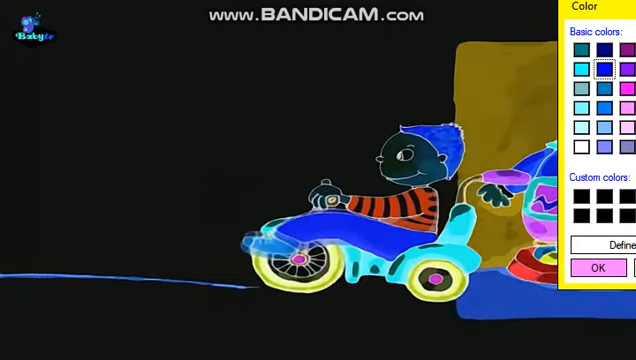 www.BANDICAM.com
Babytv
Color
Basic colors:
Custom colors:
Define
OK